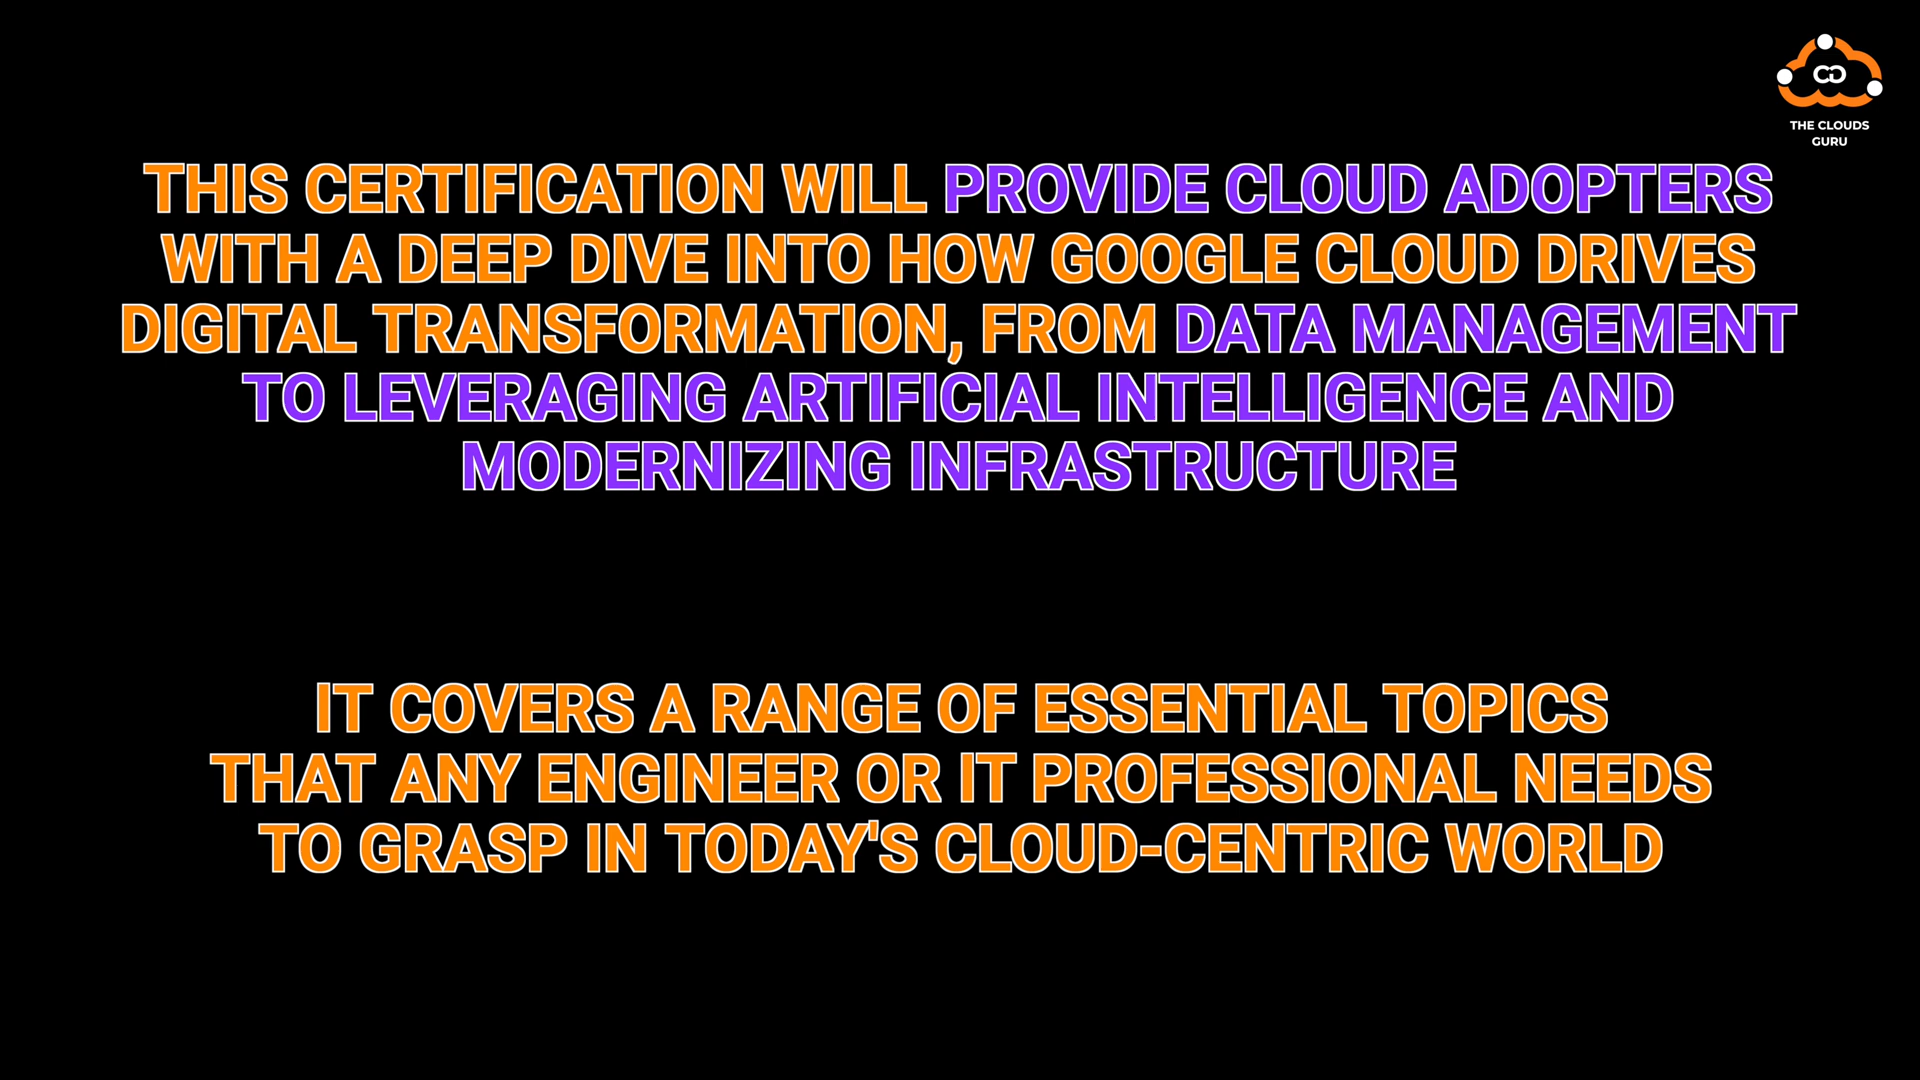 CG
THE CLOUDS
GURU
THIS CERTIFICATION WILL PROVIDE CLOUD ADOPTERS
WITH A DEEP DIVE INTO HOW GOOGLE CLOUD DRIVES
DIGITAL TRANSFORMATION, FROM DATA MANAGEMENT
TO LEVERAGING ARTIFICIAL INTELLIGENCE AND
MODERNIZING INFRASTRUCTURE
IT COVERS A RANGE OF ESSENTIAL TOPICS
THAT ANY ENGINEER OR IT PROFESSIONAL NEEDS
TO GRASP IN TODAY'S CLOUD-CENTRIC WORLD